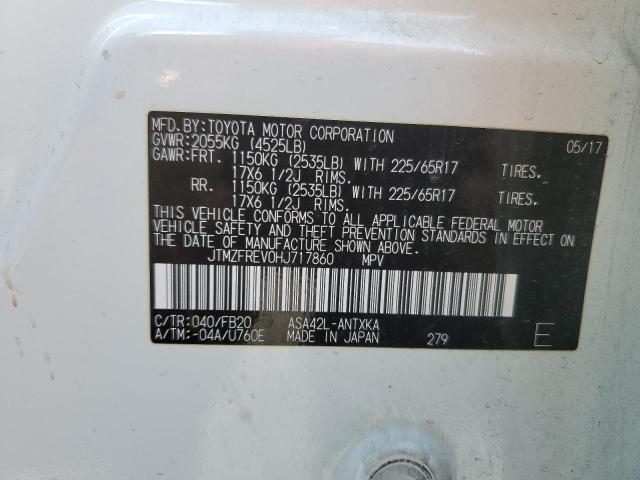 MFD.BY:TOYOTA MOTOR CORPORATION 05/17
GVWR:2055KG (4525LB)
GAWR:FRT. 1150KG (2535LB) WITH 225/65R17 TIRES.
17X6 1/2J RIMS.
RR. 1150KG (2535LB) WITH 225/65R17 TIRES.
17X6 1/2J RIMS.
THIS VEHICLE CONFORMS TO ALL APPLICABLE FEDERAL MOTOR
VEHICLE SAFETY AND THEFT PREVENTION STANDARDS IN EFFECT ON
THE DATE OF MANUFACTURE SHOWN ABOVE.
JTMZFREV0HJ717860 MPV
C/TR:040/FB20 ASA42L-ANTXKA
A/TM:-04A/U760E MADE IN JAPAN 279 E